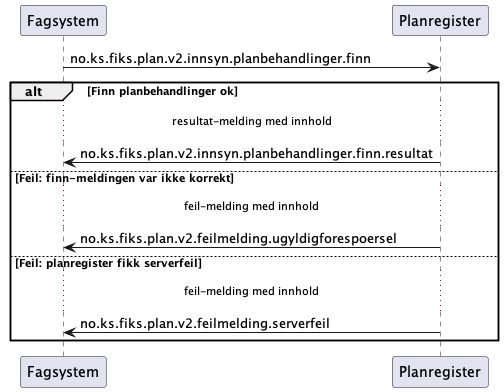 Fagsystem Planregister
no.ks.fiks.plan.v2.innsyn.planbehandlinger.finn
alt [Finn planbehandlinger ok]
resultat-melding med innhold
no.ks.fiks.plan.v2.innsyn.planbehandlinger.finn.resultat
[Feil: finn-meldingen var ikke korrekt]
feil-melding med innhold
no.ks.fiks.plan.v2.feilmelding.ugyldigforespoersel
[Feil: planregister fikk serverfeil]
feil-melding med innhold
no.ks.fiks.plan.v2.feilmelding.serverfeil
Fagsystem Planregister